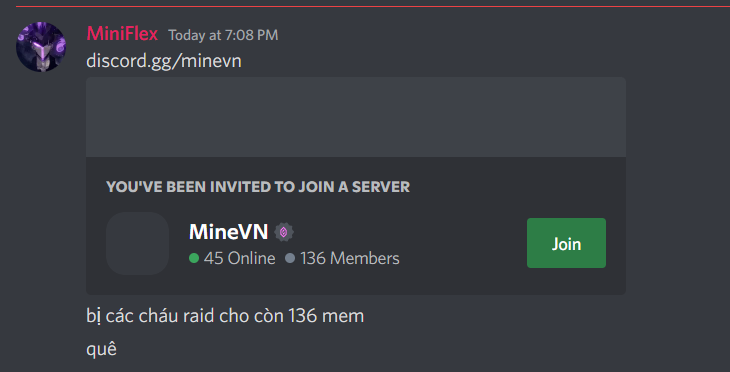 MiniFlex Today at 7:08 PM
discord.gg/minevn
YOU'VE BEEN INVITED TO JOIN A SERVER
MineVN
45 Online 136 Members
Join
bị các cháu raid cho còn 136 mem
quê